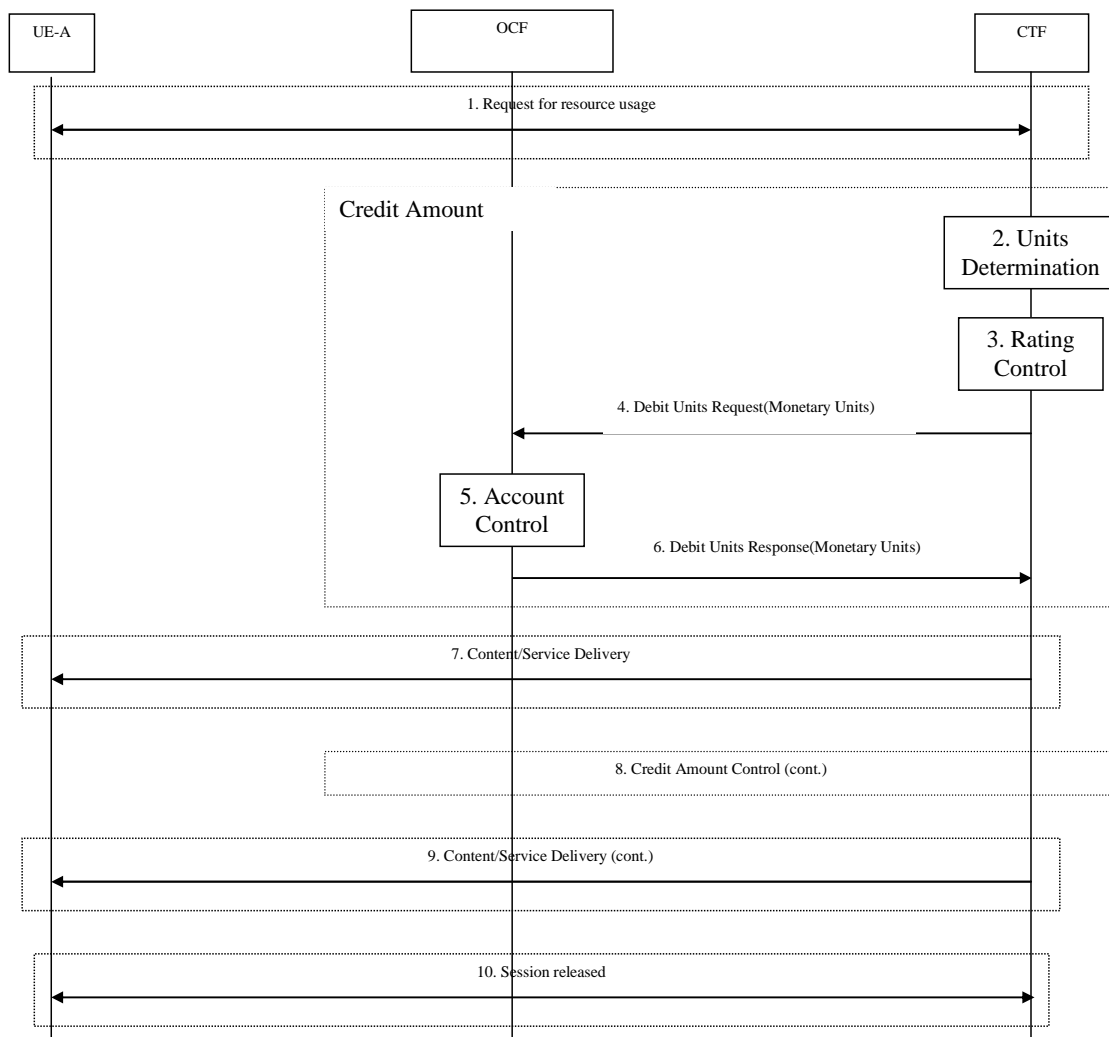 UE-A
OCF
CTF
1. Request for resource usage
Credit Amount
2. Units
Determination
3. Rating
Control
4. Debit Units Request(Monetary Units)
5. Account
Control
6. Debit Units Response(Monetary Units)
7. Content/Service Delivery
8. Credit Amount Control (cont.)
9. Content/Service Delivery (cont.)
10. Session released